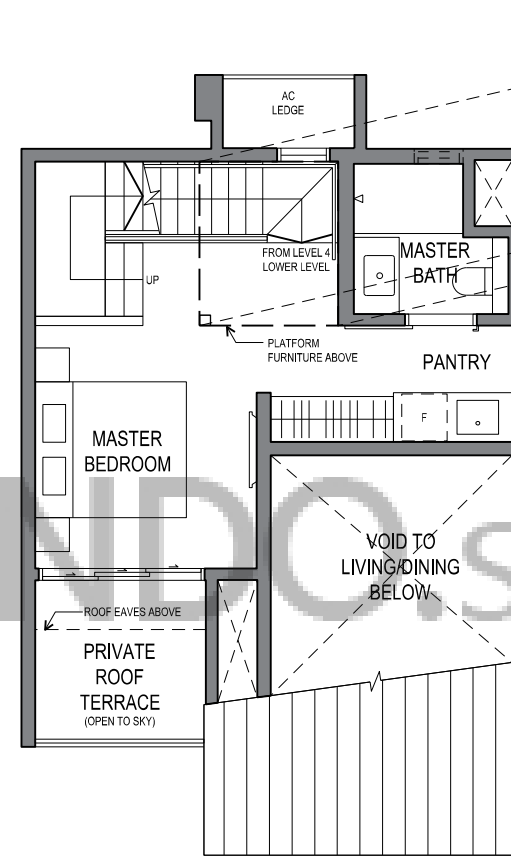 AC
LEDGE
FROM LEVEL 4
LOWER LEVEL
MASTER
BATH
UP
PLATFORM
FURNITURE ABOVE
PANTRY
F
MASTER
BEDROOM
NDO.s
VOID TO
LIVING/DINING
BELOW
ROOF EAVES ABOVE
PRIVATE
ROOF
TERRACE
(OPEN TO SKY)